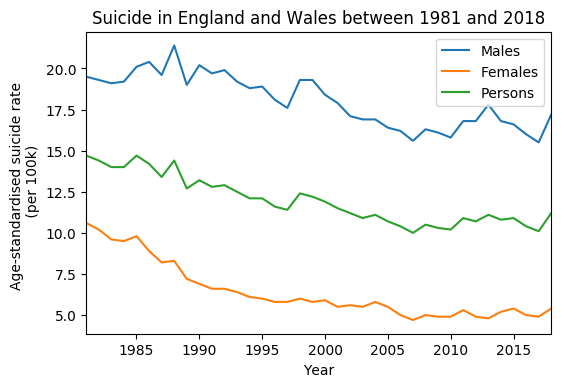 Suicide in England and Wales between 1981 and 2018
Males
Females
Persons
Age-standardised suicide rate
(per 100k)
20.0
17.5
15.0
12.5
10.0
7.5
5.0
1985 1990 1995 2000 2005 2010 2015
Year